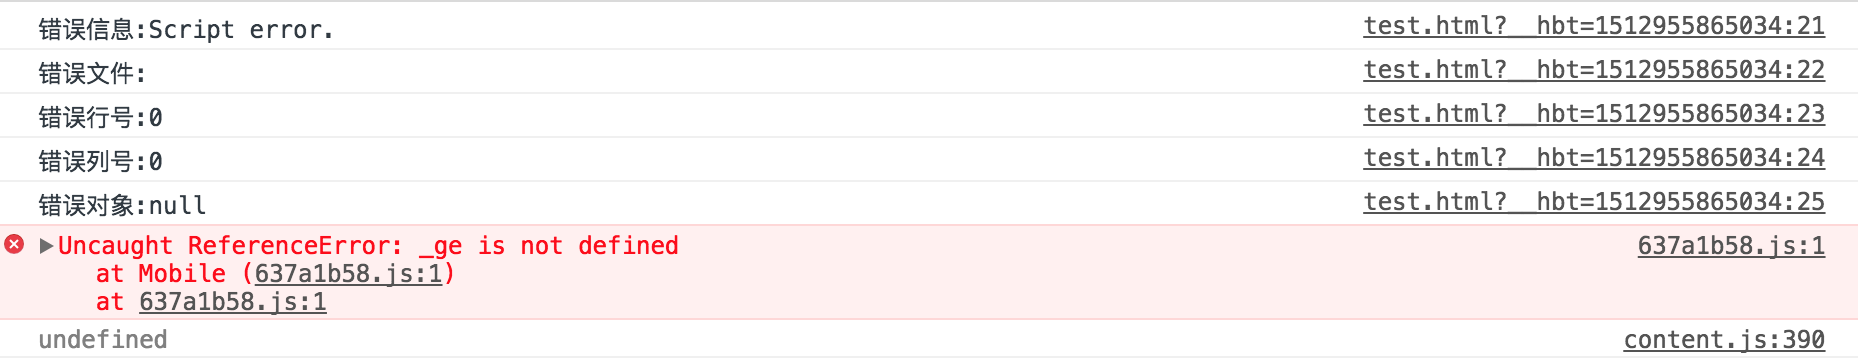 错误信息:Script error. test.html?__hbt=1512955865034:21
错误文件: test.html?__hbt=1512955865034:22
错误行号:0 test.html?__hbt=1512955865034:23
错误列号:0 test.html?__hbt=1512955865034:24
错误对象:null test.html?__hbt=1512955865034:25
Uncaught ReferenceError: _ge is not defined 637a1b58.js:1
at Mobile (637a1b58.js:1)
at 637a1b58.js:1
undefined content.js:390